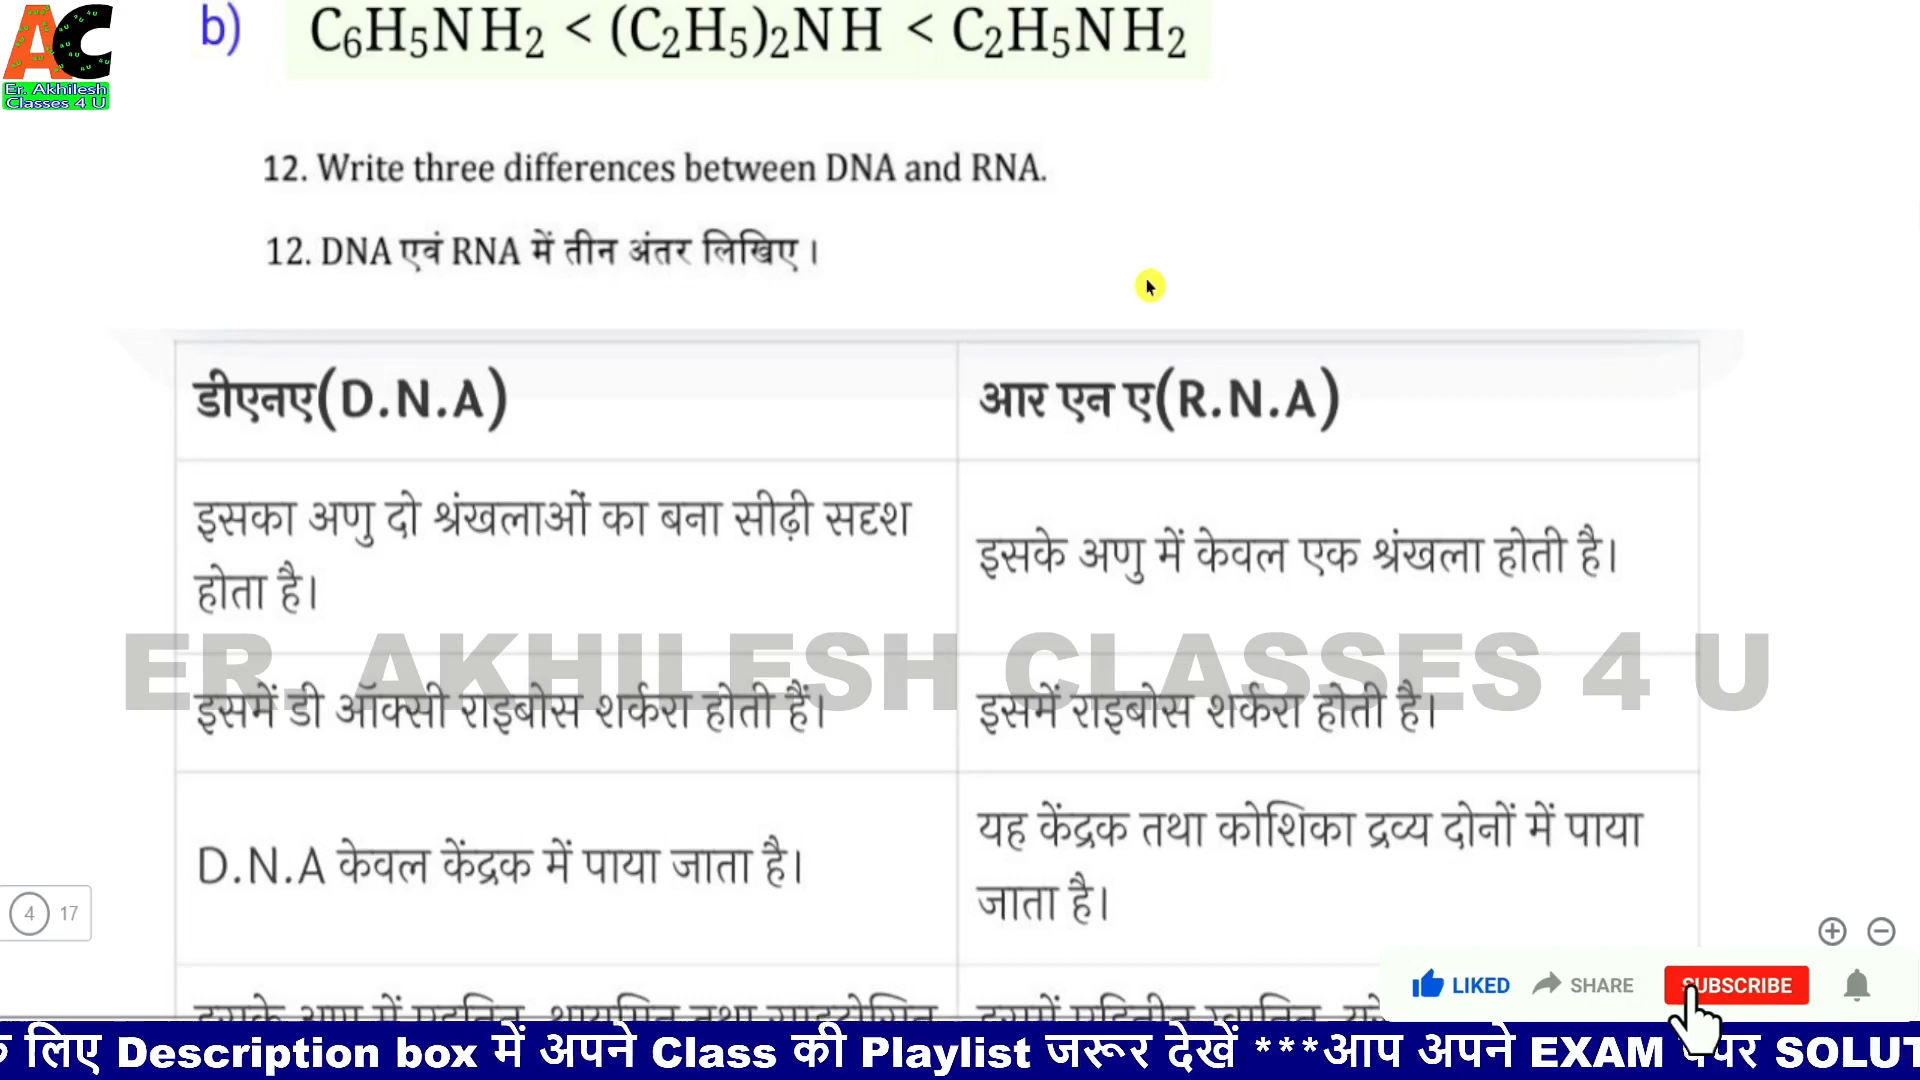 Er. Akhilesh
Classes 4 U
b) C₆H₅NH₂ < (C₂H₅)₂NH < C₂H₅NH₂
12. Write three differences between DNA and RNA.
12. DNA एवं RNA में तीन अंतर लिखिए।
डीएनए(D.N.A)
आर एन ए(R.N.A)
इसका अणु दो श्रंखलाओं का बना सीढ़ी सदृश
होता है।
इसके अणु में केवल एक श्रंखला होती है।
ER. AKHILESH CLASSES 4 U
इसमें डी ऑक्सी राइबोस शर्करा होती हैं।
इसमें राइबोस शर्करा होती है।
D.N.A केवल केंद्रक में पाया जाता है।
यह केंद्रक तथा कोशिका द्रव्य दोनों में पाया
जाता है।
4 17
LIKED SHARE SUBSCRIBE
लिए Description box में अपने Class की Playlist जरूर देखें ***आप अपने EXAM SOLUT